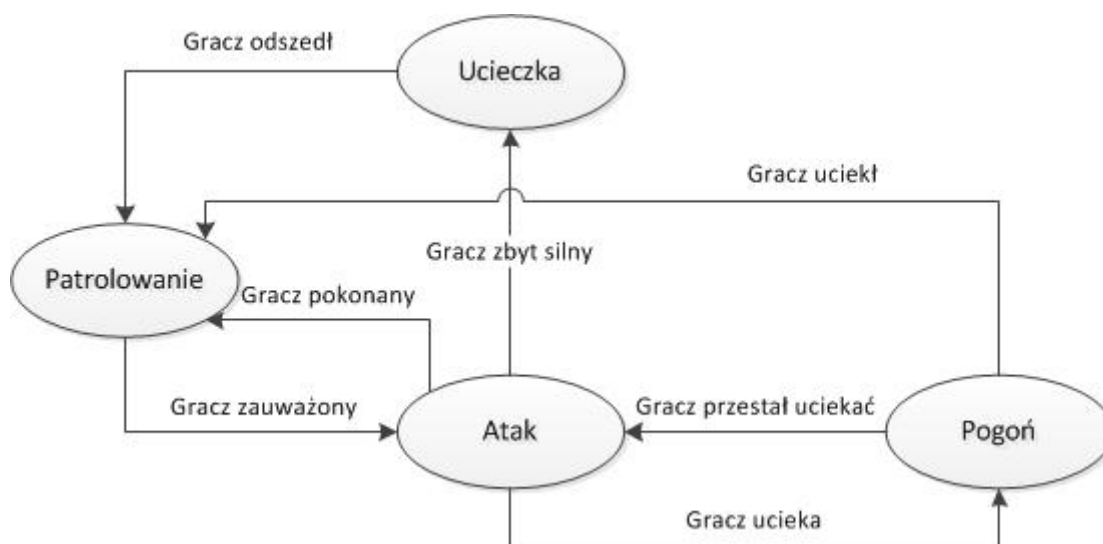 Gracz odszedł
Ucieczka
Gracz uciekł
Gracz zbyt silny
Patrolowanie
Gracz pokonany
Gracz zauważony
Atak
Gracz przestał uciekać
Pogoń
Gracz ucieka